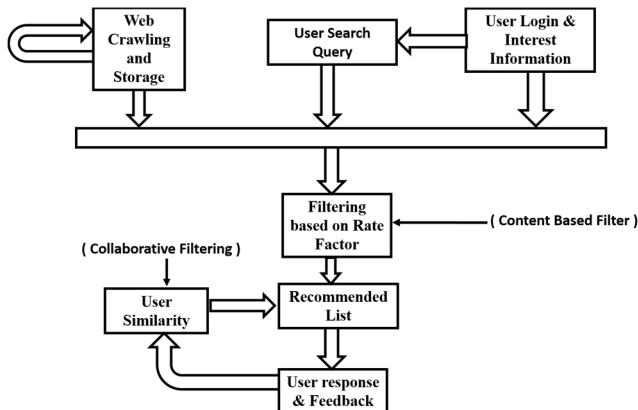 Web
Crawling
and
Storage
User Search
Query
User Login &
Interest
Information
Filtering
based on Rate
Factor
( Content Based Filter )
( Collaborative Filtering )
User
Similarity
Recommended
List
User response
& Feedback